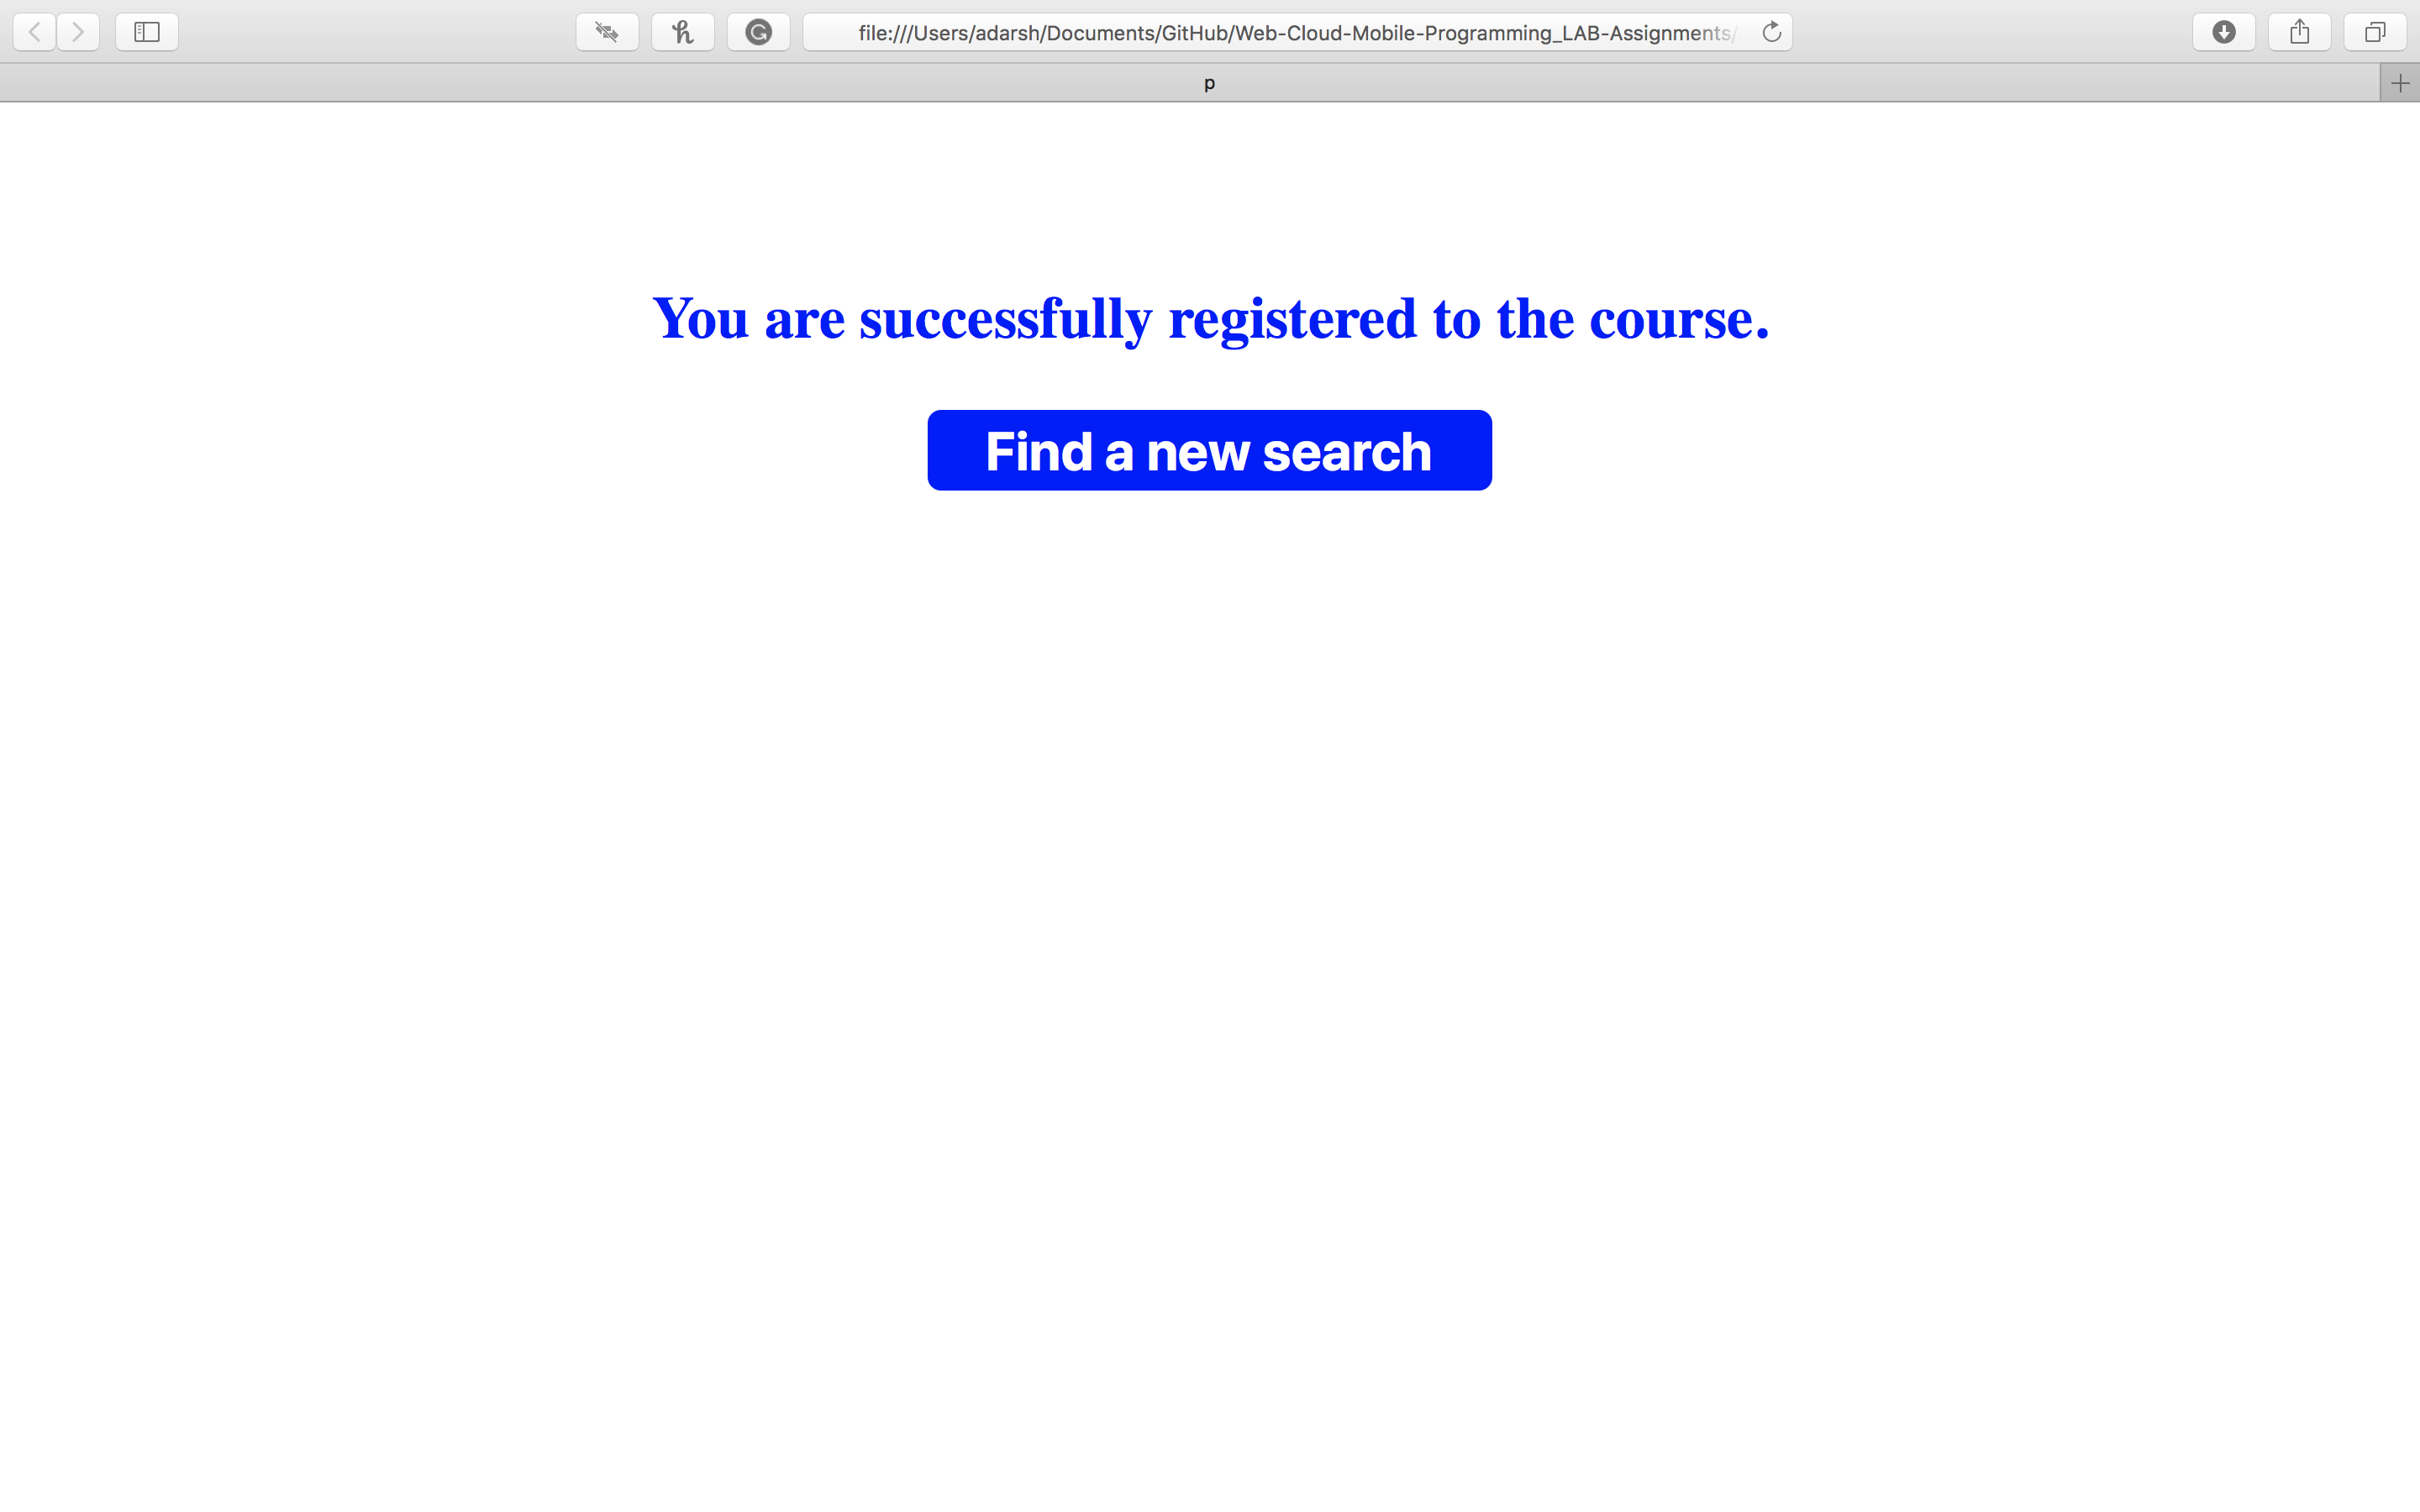 file:///Users/adarsh/Documents/GitHub/Web-Cloud-Mobile-Programming_LAB-Assignments/
p
You are successfully registered to the course.
Find a new search